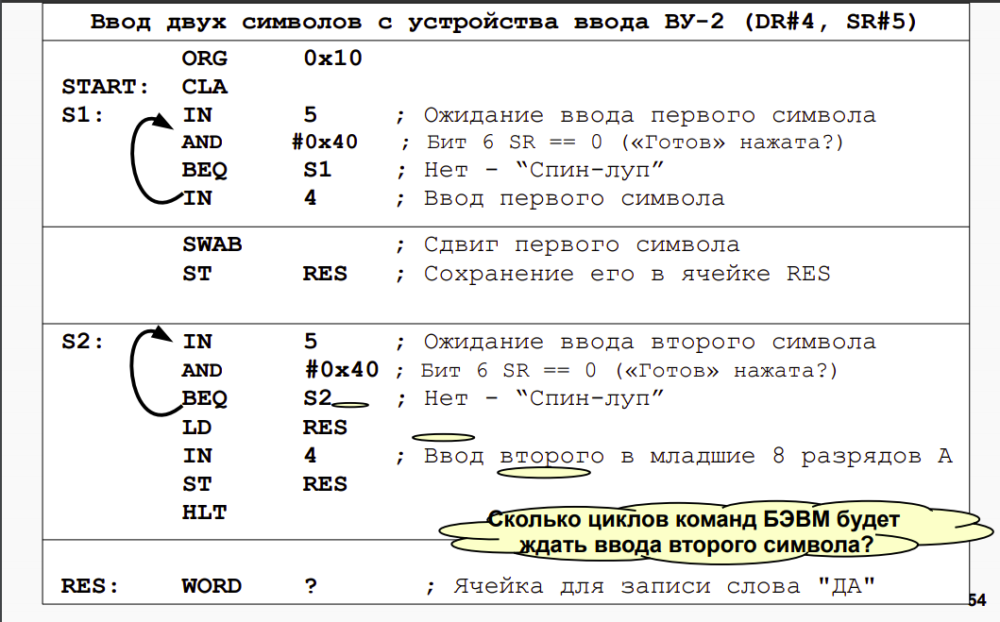 Ввод двух символов с устройства ввода ВУ-2 (DR#4, SR#5)
ORG 0x10
START: CLA
S1: IN 5 ; Ожидание ввода первого символа
AND #0x40 ; Бит 6 SR == 0 («Готов» нажата?)
BEQ S1 ; Нет - “Спин-луп”
IN 4 ; Ввод первого символа
SWAB ; Сдвиг первого символа
ST RES ; Сохранение его в ячейке RES
S2: IN 5 ; Ожидание ввода второго символа
AND #0x40 ; Бит 6 SR == 0 («Готов» нажата?)
BEQ S2 ; Нет - “Спин-луп”
LD RES
IN 4 ; Ввод второго в младшие 8 разрядов А
ST RES
HLT
Сколько циклов команд БЭВМ будет
ждать ввода второго символа?
RES: WORD ? ; Ячейка для записи слова "ДА"
54